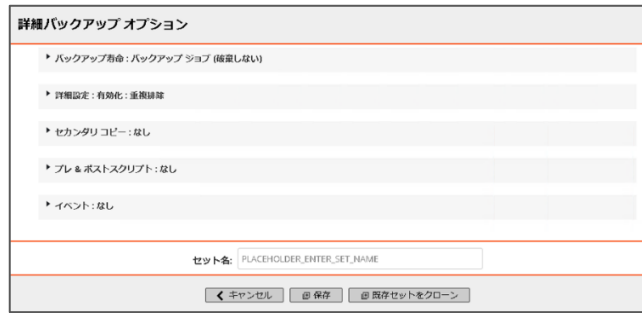 詳細バックアップ オプション
バックアップ寿命 : バックアップ ジョブ (破棄しない)
詳細設定 : 有効化 : 重複排除
セカンダリ コピー : なし
プレ & ポストスクリプト : なし
イベント : なし
セット名: PLACEHOLDER_ENTER_SET_NAME
キャンセル 保存 既存セットをクローン